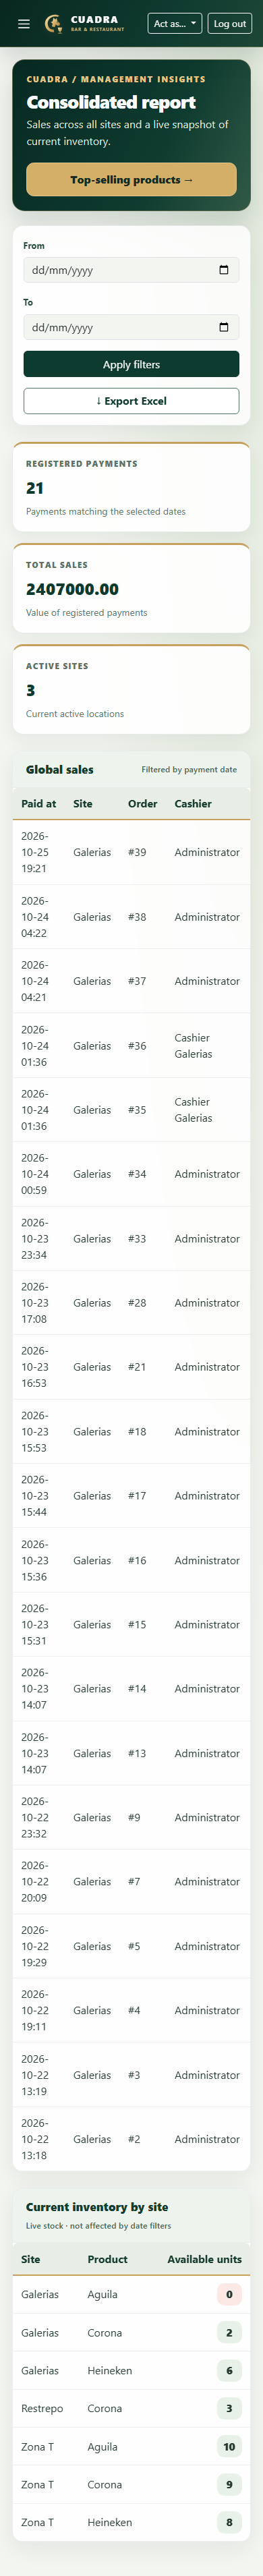 CUADRA
BAR & RESTAURANT
Act as...
Log out
CUADRA / MANAGEMENT INSIGHTS
Consolidated report
Sales across all sites and a live snapshot of
current inventory.
Top-selling products →
From
dd/mm/yyyy
To
dd/mm/yyyy
Apply filters
↓ Export Excel
REGISTERED PAYMENTS
21
Payments matching the selected dates
TOTAL SALES
2407000.00
Value of registered payments
ACTIVE SITES
3
Current active locations
Global sales
Filtered by payment date
Paid at Site Order Cashier
2026-
10-25 Galerias #39 Administrator
19:21
2026-
10-24 Galerias #38 Administrator
04:22
2026-
10-24 Galerias #37 Administrator
04:21
2026-
10-24 Galerias #36 Cashier Galerias
01:36
2026-
10-24 Galerias #35 Cashier Galerias
01:36
2026-
10-24 Galerias #34 Administrator
00:59
2026-
10-23 Galerias #33 Administrator
23:34
2026-
10-23 Galerias #28 Administrator
17:08
2026-
10-23 Galerias #21 Administrator
16:53
2026-
10-23 Galerias #18 Administrator
15:53
2026-
10-23 Galerias #17 Administrator
15:44
2026-
10-23 Galerias #16 Administrator
15:36
2026-
10-23 Galerias #15 Administrator
15:31
2026-
10-23 Galerias #14 Administrator
14:07
2026-
10-23 Galerias #13 Administrator
14:07
2026-
10-22 Galerias #9 Administrator
23:32
2026-
10-22 Galerias #7 Administrator
20:09
2026-
10-22 Galerias #5 Administrator
19:29
2026-
10-22 Galerias #4 Administrator
19:11
2026-
10-22 Galerias #3 Administrator
13:19
2026-
10-22 Galerias #2 Administrator
13:18
Current inventory by site
Live stock · not affected by date filters
Site Product Available units
Galerias Aguila 0
Galerias Corona 2
Galerias Heineken 6
Restrepo Corona 3
Zona T Aguila 10
Zona T Corona 9
Zona T Heineken 8